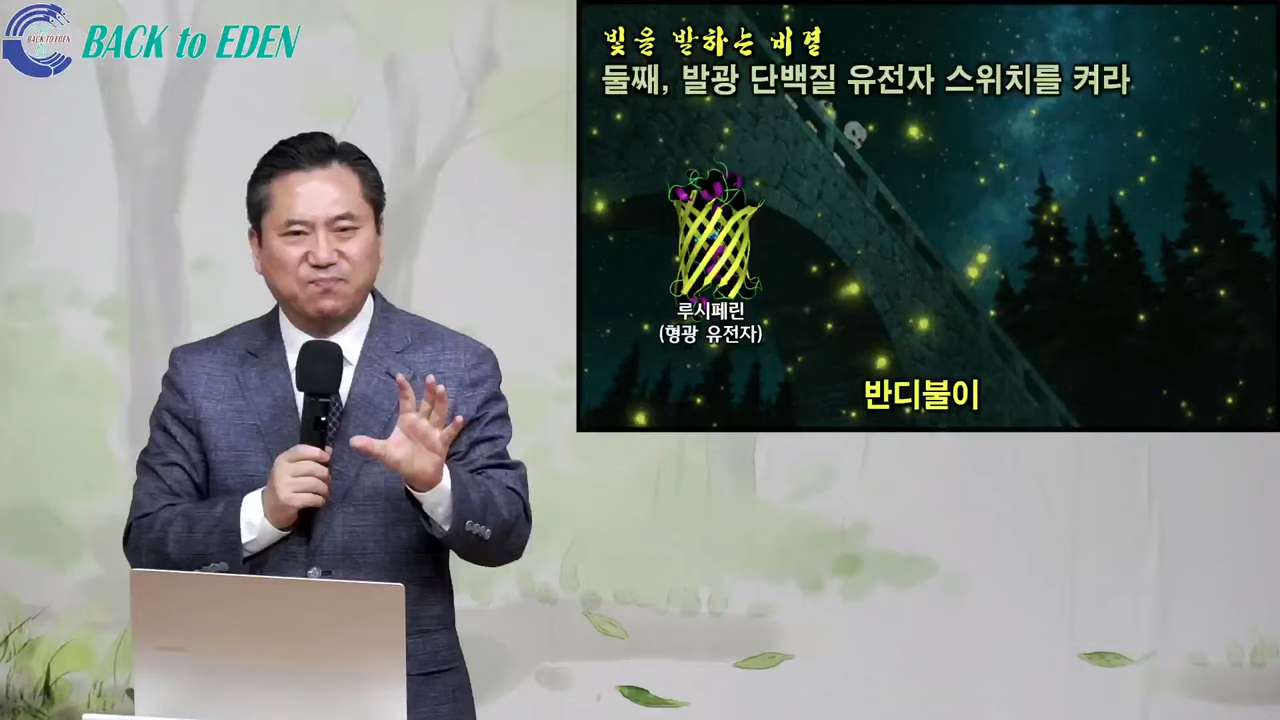 BACK TO EDEN
BACK to EDEN
빛을 발하는 비결
둘째, 발광 단백질 유전자 스위치를 켜라
루시페린
(형광 유전자)
반디불이